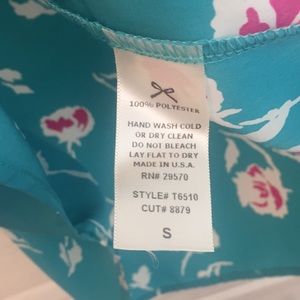 100% POLYESTER
HAND WASH COLD
OR DRY CLEAN
DO NOT BLEACH
LAY FLAT TO DRY
MADE IN U.S.A.
RN# 29570
STYLE# T6510
CUT# 8879
S